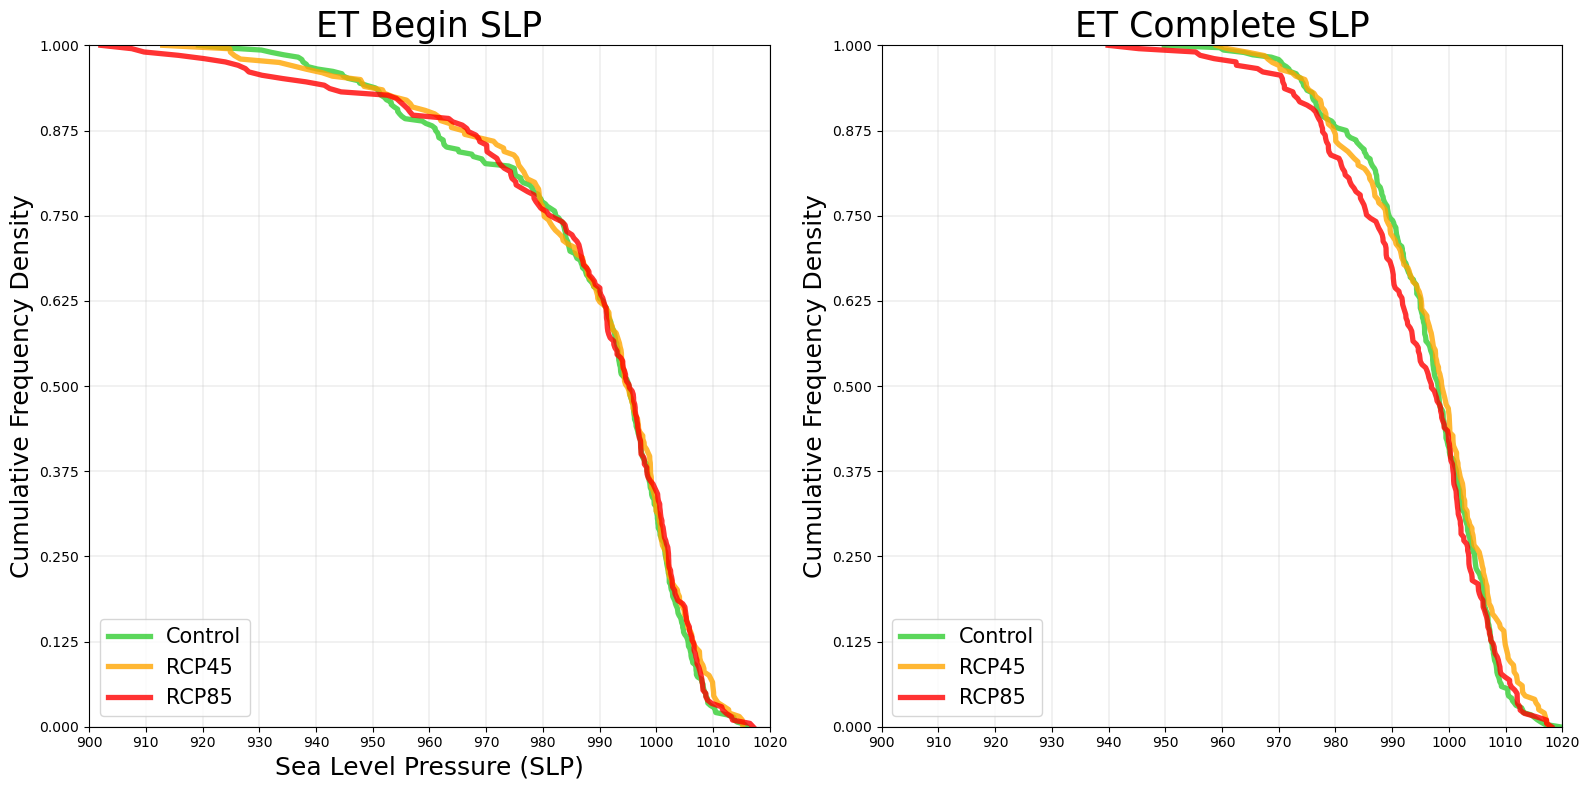 ET Begin SLP
Cumulative Frequency Density
1.000
0.875
0.750
0.625
0.500
0.375
0.250
0.125
0.000
Control
RCP45
RCP85
900 910 920 930 940 950 960 970 980 990 1000 1010 1020
Sea Level Pressure (SLP)
ET Complete SLP
Cumulative Frequency Density
1.000
0.875
0.750
0.625
0.500
0.375
0.250
0.125
0.000
Control
RCP45
RCP85
900 910 920 930 940 950 960 970 980 990 1000 1010 1020